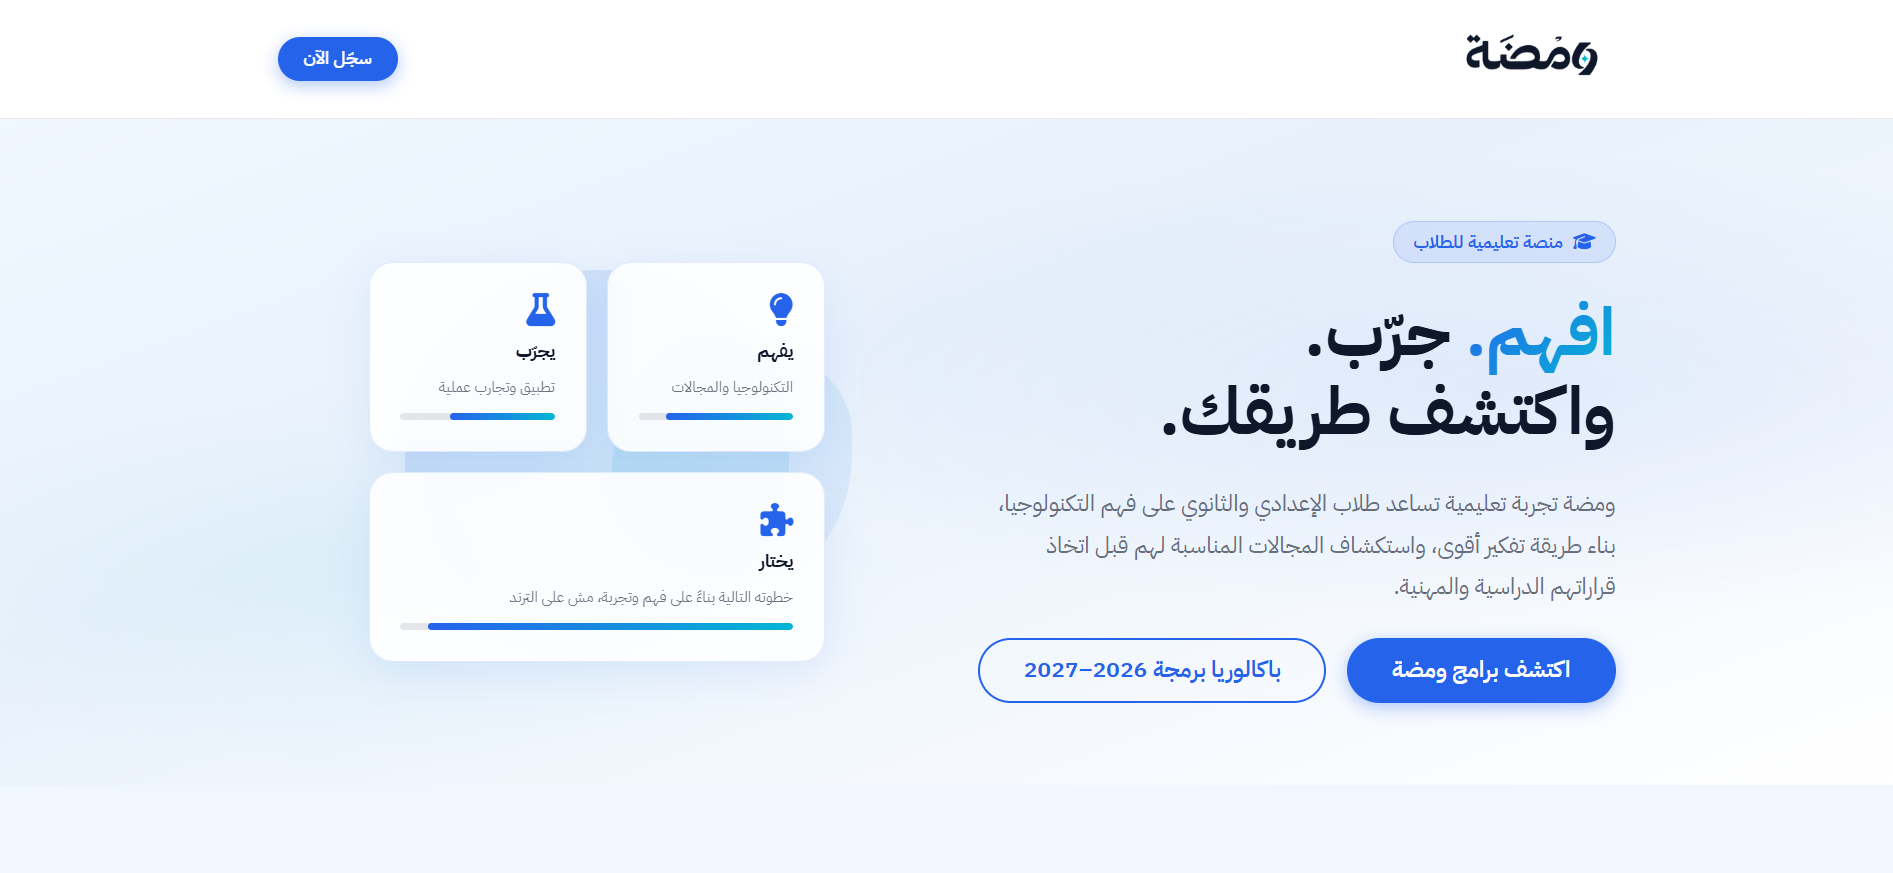 ومضة
سجّل الآن
منصة تعليمية للطلاب
افهم. جرّب.
واكتشف طريقك.
ومضة تجربة تعليمية تساعد طلاب الإعدادي والثانوي على فهم التكنولوجيا،
بناء طريقة تفكير أقوى، واستكشاف المجالات المناسبة لهم قبل اتخاذ
قراراتهم الدراسية والمهنية.
اكتشف برامج ومضة
باكالوريا برمجة 2026–2027
يفهم
التكنولوجيا والمجالات
يجرّب
تطبيق وتجارب عملية
يختار
خطوته التالية بناءً على فهم وتجربة، مش على الترند